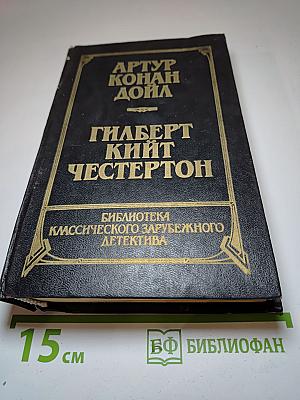 АРТУР
КОНАН
ДОЙЛ
ГИЛБЕРТ
КИЙТ
ЧЕСТЕРТОН
БИБЛИОТЕКА
КЛАССИЧЕСКОГО ЗАРУБЕЖНОГО
ДЕТЕКТИВА
15 см
БФ БИБЛИОФАН